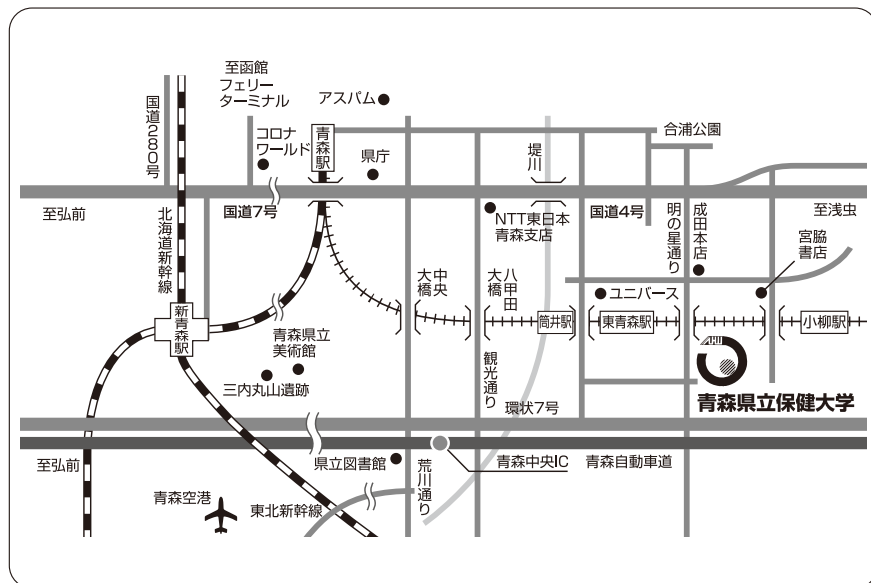 至函館
フェリー
ターミナル
アスパム
国道280号
コロナ
ワールド
青森駅
県庁
堤川
合浦公園
至弘前
北海道新幹線
国道7号
NTT東日本
青森支店
国道4号
明の星通り
成田本店
至浅虫
宮脇
書店
中央
大橋
八甲田
大橋
ユニバース
新青森駅
青森県立
美術館
筒井駅
東青森駅
小柳駅
三内丸山遺跡
観光通り
環状7号
青森県立保健大学
至弘前
県立図書館
荒川通り
青森中央IC
青森自動車道
青森空港
東北新幹線